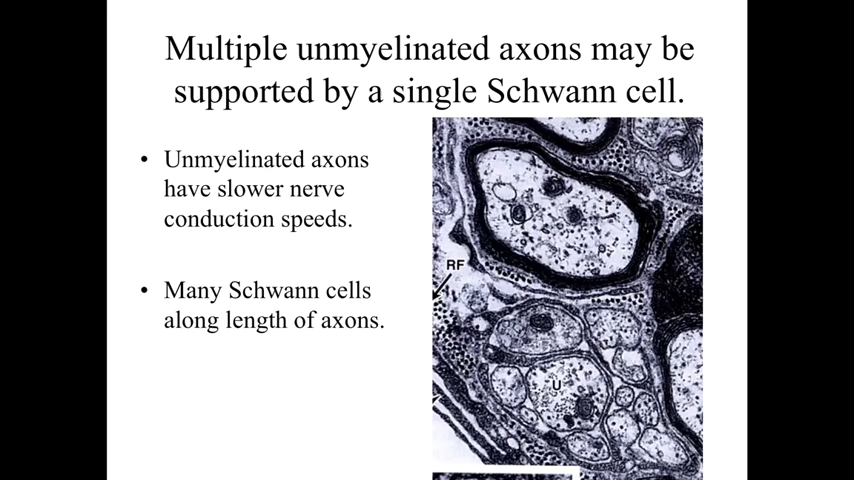 Multiple unmyelinated axons may be
supported by a single Schwann cell.
• Unmyelinated axons
have slower nerve
conduction speeds.
• Many Schwann cells
along length of axons.
RF
U